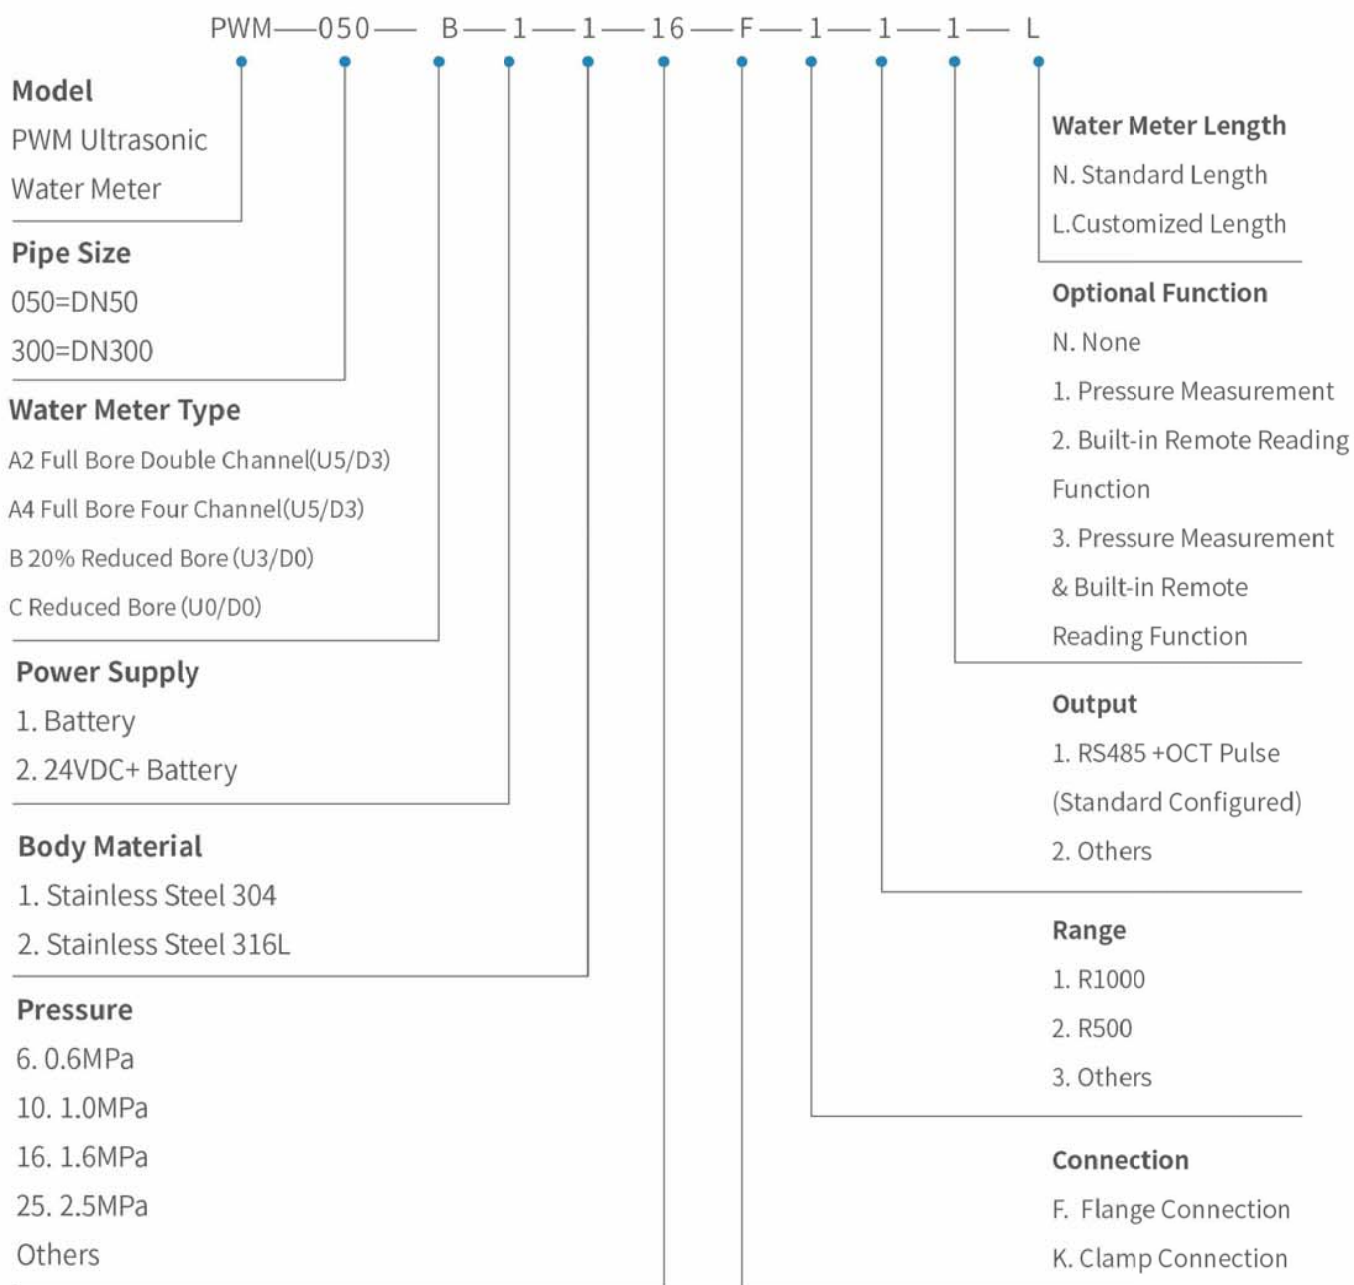 PWM—050— B—1—1—16—F—1—1—1— L
Model
PWM Ultrasonic
Water Meter
Pipe Size
050=DN50
300=DN300
Water Meter Type
A2 Full Bore Double Channel(U5/D3)
A4 Full Bore Four Channel(U5/D3)
B 20% Reduced Bore (U3/D0)
C Reduced Bore (U0/D0)
Power Supply
1. Battery
2. 24VDC+ Battery
Body Material
1. Stainless Steel 304
2. Stainless Steel 316L
Pressure
6. 0.6MPa
10. 1.0MPa
16. 1.6MPa
25. 2.5MPa
Others
Water Meter Length
N. Standard Length
L.Customized Length
Optional Function
N. None
1. Pressure Measurement
2. Built-in Remote Reading
Function
3. Pressure Measurement
& Built-in Remote
Reading Function
Output
1. RS485 +OCT Pulse
(Standard Configured)
2. Others
Range
1. R1000
2. R500
3. Others
Connection
F. Flange Connection
K. Clamp Connection